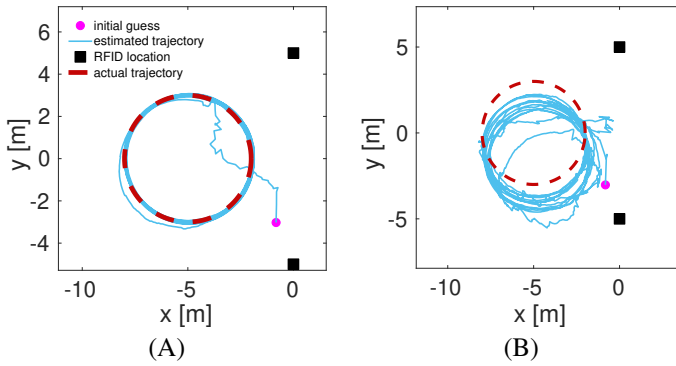 6
4
2
0
-2
-4
y [m]
initial guess
estimated trajectory
RFID location
actual trajectory
-10
-5
0
x [m]
(A)
B)
5
0
-5
y [m]
-10
-5
0
x [m]
(B)
A)